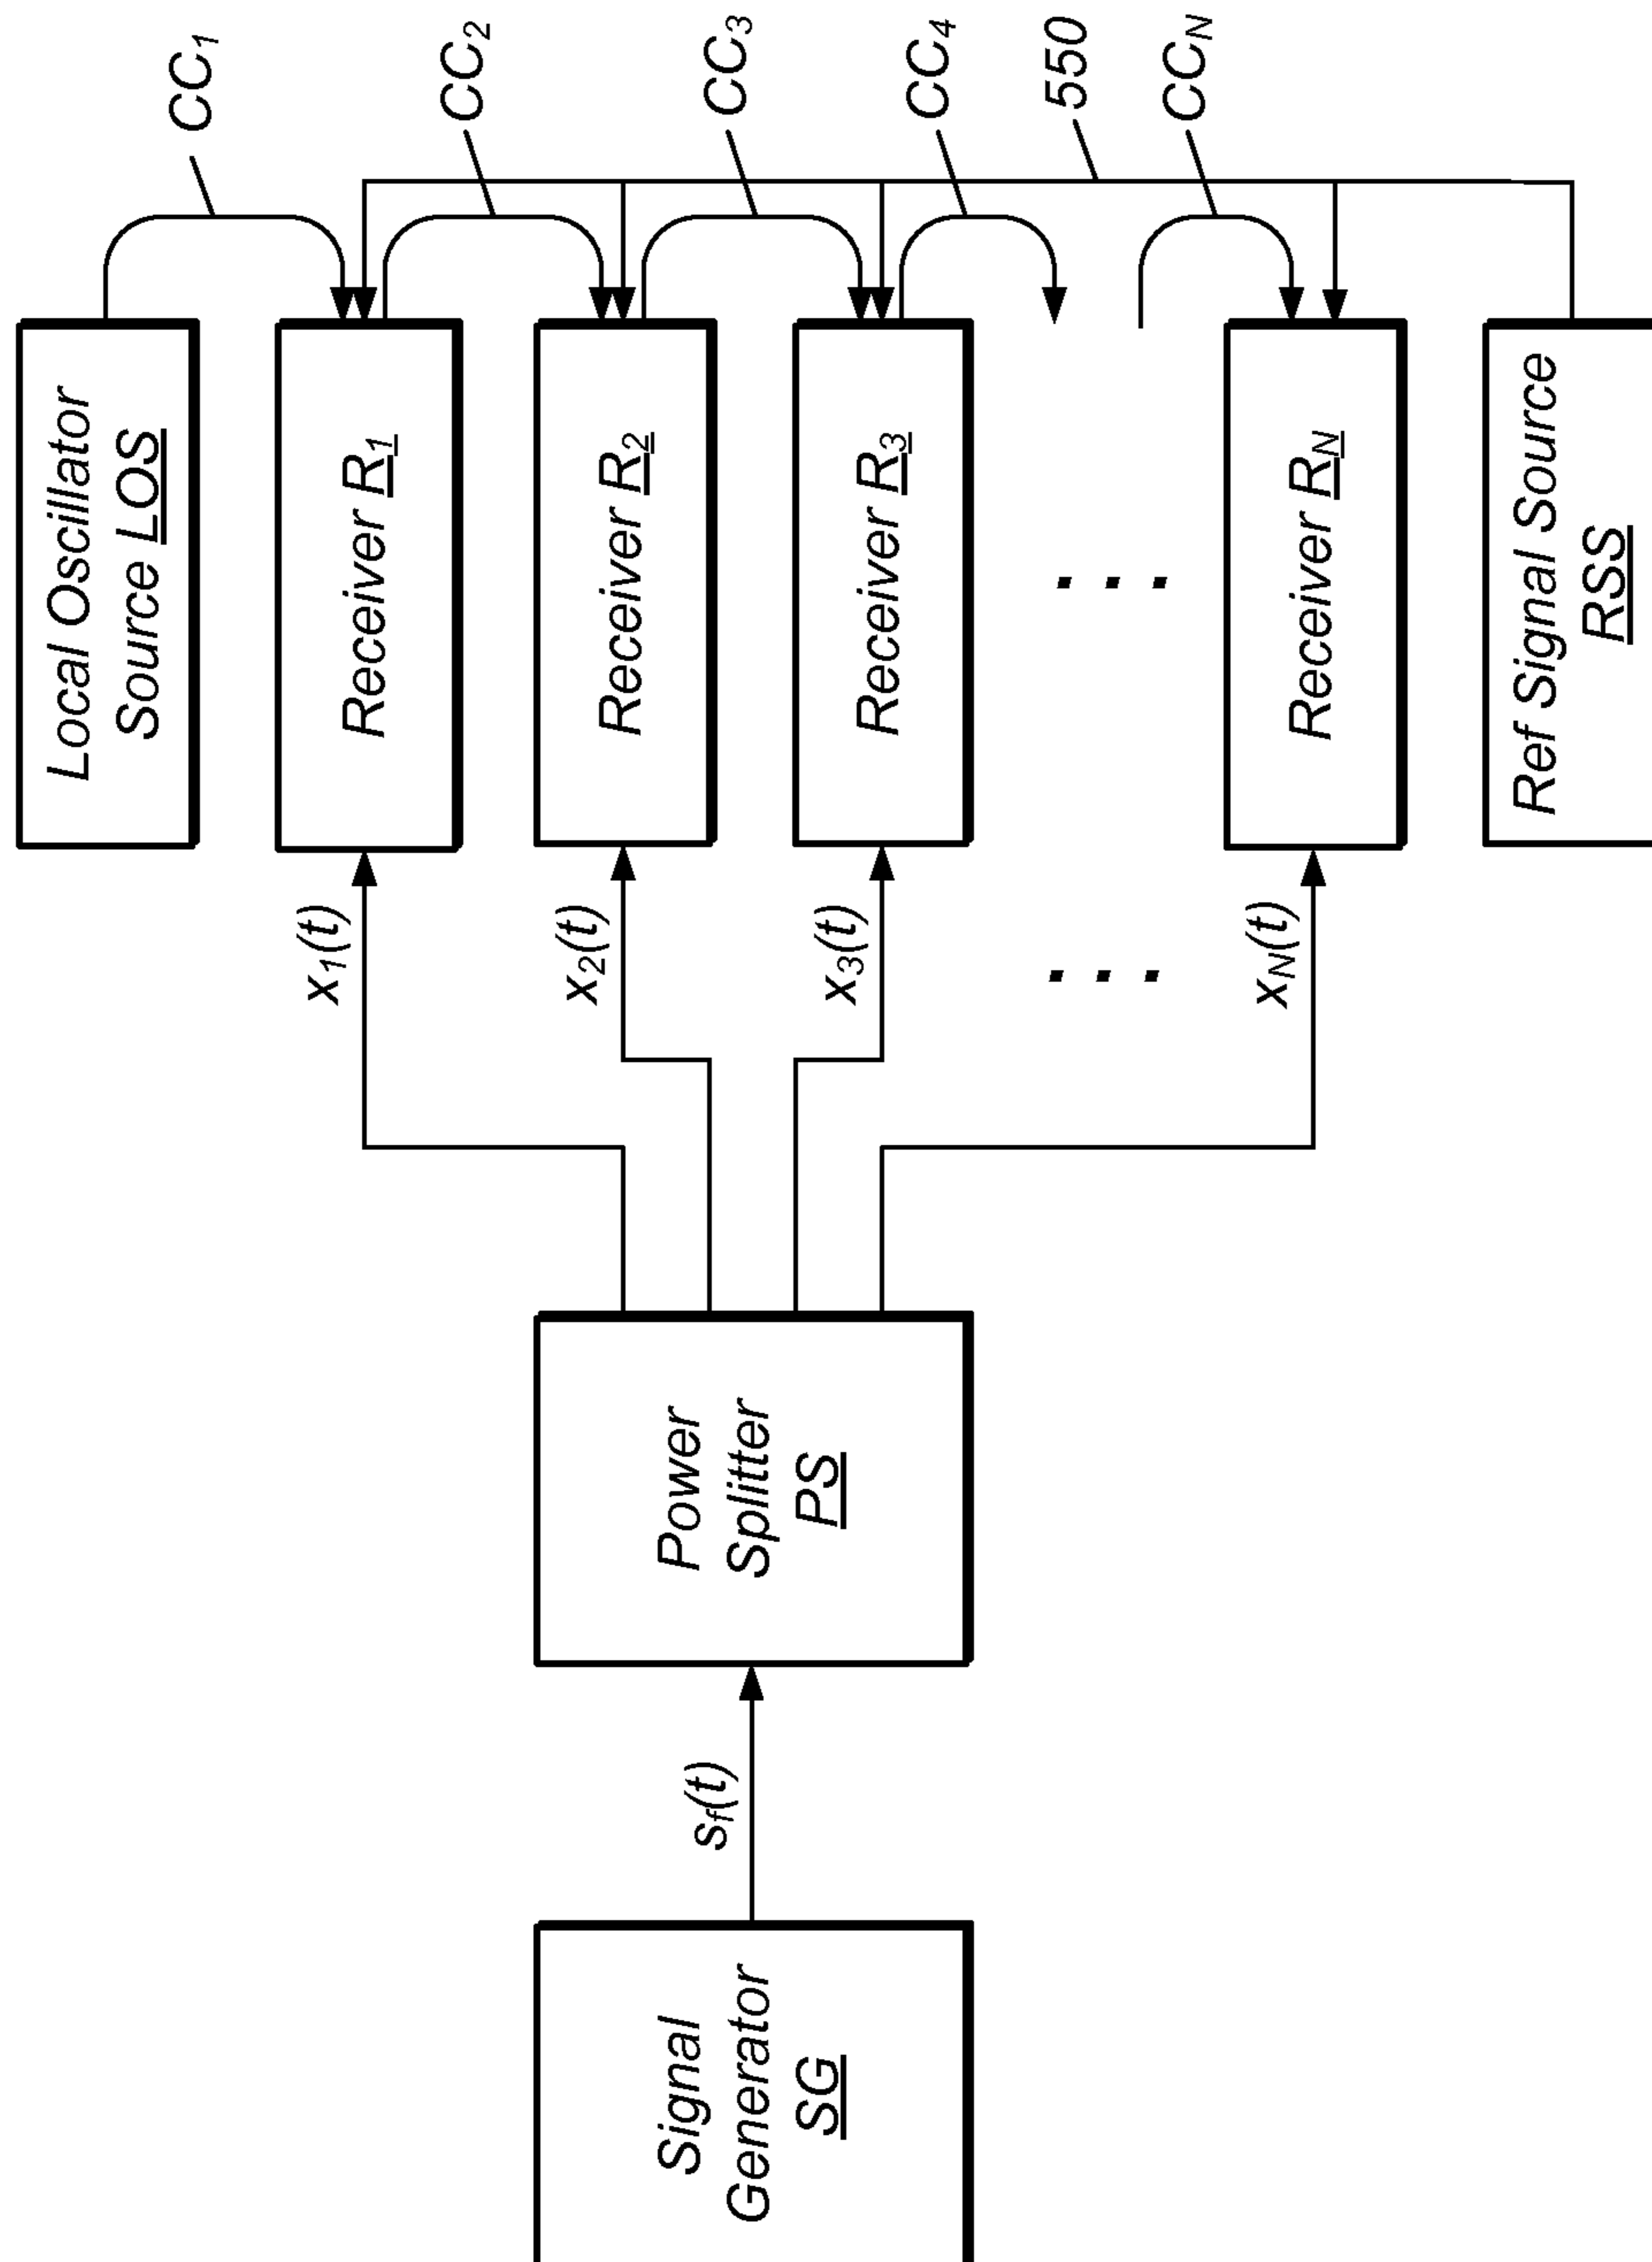 Local Oscillator
Source LOS
CC1
Receiver R1
CC2
x1(t)
Receiver R2
CC3
x2(t)
Receiver R3
CC4
x3(t)
. . .
. . .
550
Receiver RN
CCN
xN(t)
Ref Signal Source
RSS
Power
Splitter
PS
sf(t)
Signal
Generator
SG